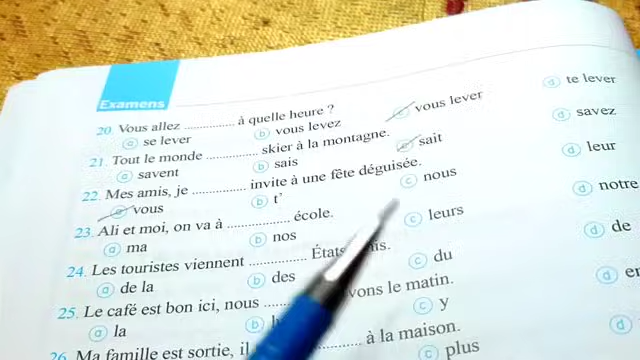 Examens
20. Vous allez ............... à quelle heure ?
a se lever b vous levez c vous lever d te lever
21. Tout le monde ............... skier à la montagne.
a savent b sais c sait d savez
22. Mes amis, je ............... invite à une fête déguisée.
a vous b t' c nous d leur
23. Ali et moi, on va à ............... école.
a ma b nos c leurs d notre
24. Les touristes viennent ...............
a de la b des c du d de
25. Le café est bon ici, nous ............ vons le matin.
a la b c y d
26. Ma famille est sortie, il à la maison.
c plus d